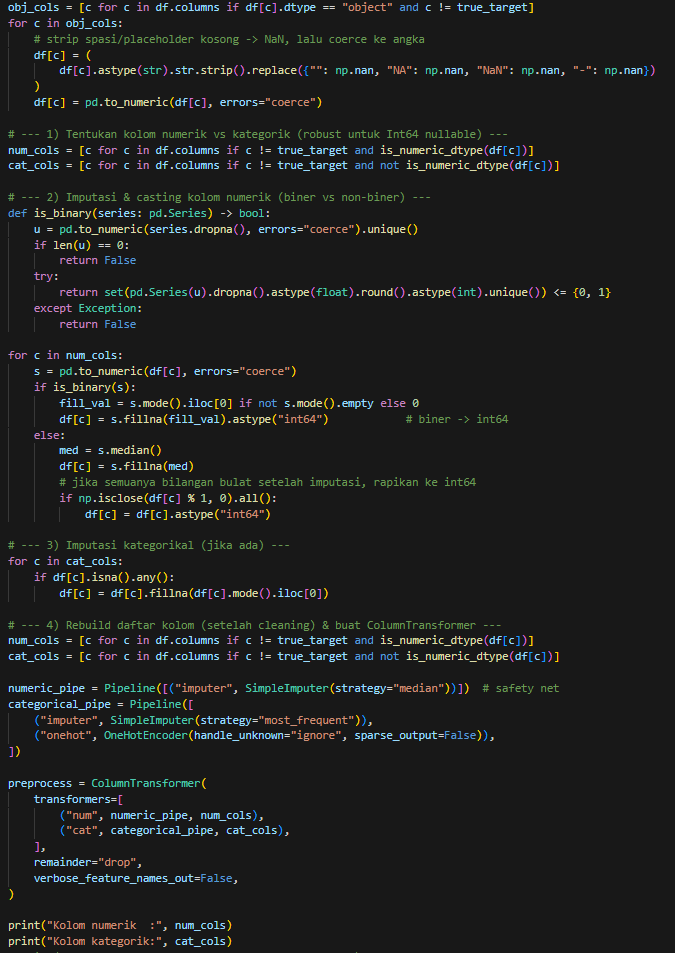 obj_cols = [c for c in df.columns if df[c].dtype == "object" and c != true_target]
for c in obj_cols:
    # strip spasi/placeholder kosong -> NaN, lalu coerce ke angka
    df[c] = (
        df[c].astype(str).str.strip().replace({"": np.nan, "NA": np.nan, "NaN": np.nan, "-": np.nan})
    )
    df[c] = pd.to_numeric(df[c], errors="coerce")

# --- 1) Tentukan kolom numerik vs kategorik (robust untuk Int64 nullable) ---
num_cols = [c for c in df.columns if c != true_target and is_numeric_dtype(df[c])]
cat_cols = [c for c in df.columns if c != true_target and not is_numeric_dtype(df[c])]

# --- 2) Imputasi & casting kolom numerik (biner vs non-biner) ---
def is_binary(series: pd.Series) -> bool:
    u = pd.to_numeric(series.dropna(), errors="coerce").unique()
    if len(u) == 0:
        return False
    try:
        return set(pd.Series(u).dropna().astype(float).round().astype(int).unique()) <= {0, 1}
    except Exception:
        return False

for c in num_cols:
    s = pd.to_numeric(df[c], errors="coerce")
    if is_binary(s):
        fill_val = s.mode().iloc[0] if not s.mode().empty else 0
        df[c] = s.fillna(fill_val).astype("int64")            # biner -> int64
    else:
        med = s.median()
        df[c] = s.fillna(med)
        # jika semuanya bilangan bulat setelah imputasi, rapikan ke int64
        if np.isclose(df[c] % 1, 0).all():
            df[c] = df[c].astype("int64")

# --- 3) Imputasi kategorikal (jika ada) ---
for c in cat_cols:
    if df[c].isna().any():
        df[c] = df[c].fillna(df[c].mode().iloc[0])

# --- 4) Rebuild daftar kolom (setelah cleaning) & buat ColumnTransformer ---
num_cols = [c for c in df.columns if c != true_target and is_numeric_dtype(df[c])]
cat_cols = [c for c in df.columns if c != true_target and not is_numeric_dtype(df[c])]

numeric_pipe = Pipeline([("imputer", SimpleImputer(strategy="median"))])  # safety net
categorical_pipe = Pipeline([
    ("imputer", SimpleImputer(strategy="most_frequent")),
    ("onehot", OneHotEncoder(handle_unknown="ignore", sparse_output=False)),
])

preprocess = ColumnTransformer(
    transformers=[
        ("num", numeric_pipe, num_cols),
        ("cat", categorical_pipe, cat_cols),
    ],
    remainder="drop",
    verbose_feature_names_out=False,
)

print("Kolom numerik  :", num_cols)
print("Kolom kategorik:", cat_cols)